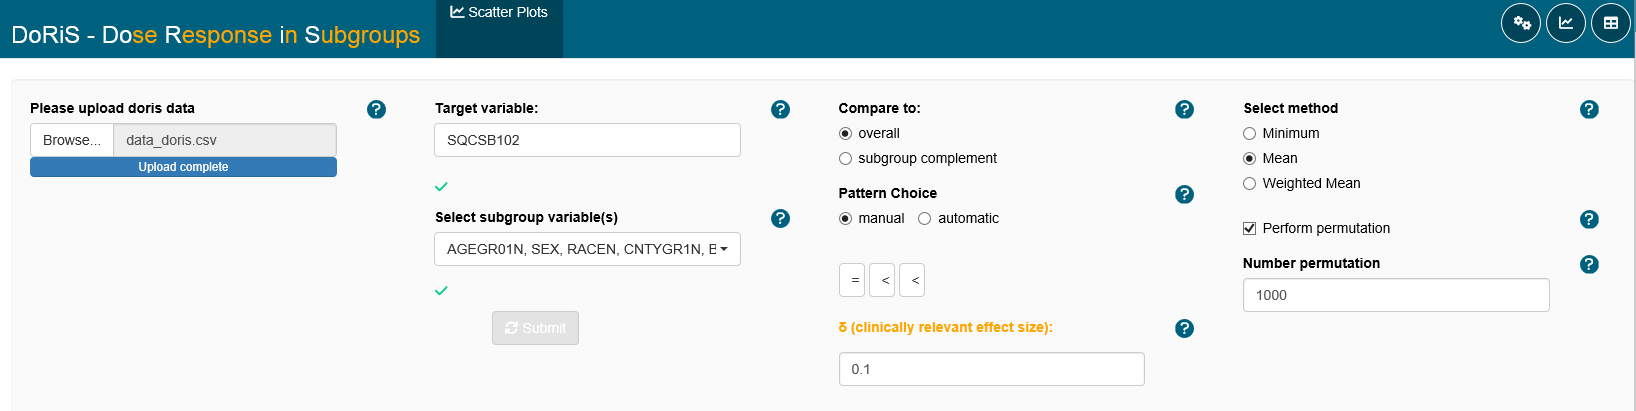 Scatter Plots
DoRiS - Dose Response in Subgroups
Please upload doris data
?
Browse...
data_doris.csv
Upload complete
Target variable:
?
SQCSB102
Select subgroup variable(s)
?
AGEGR01N, SEX, RACEN, CNTYGR1N, E
Submit
Compare to:
?
overall
subgroup complement
Pattern Choice
?
manual
automatic
=
<
<
δ (clinically relevant effect size):
?
0.1
Select method
?
Minimum
Mean
Weighted Mean
Perform permutation
?
Number permutation
?
1000